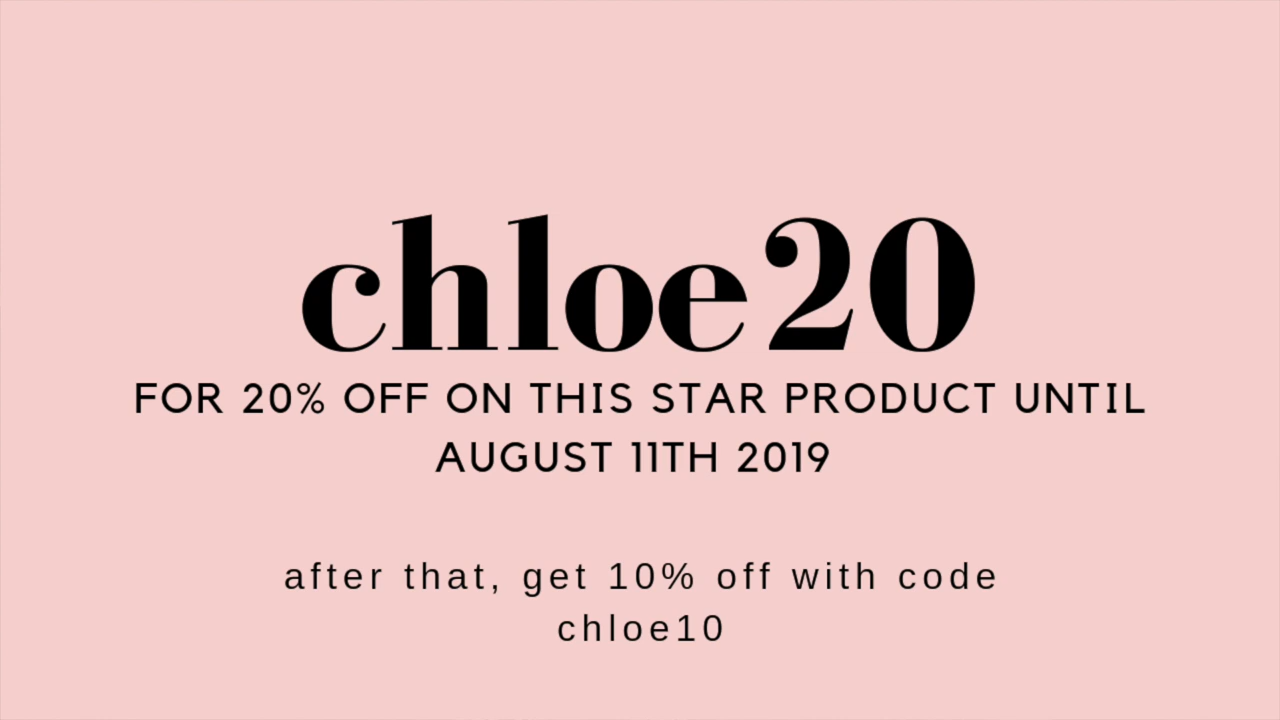 chloe20
FOR 20% OFF ON THIS STAR PRODUCT UNTIL
AUGUST 11TH 2019
after that, get 10% off with code
chloe10